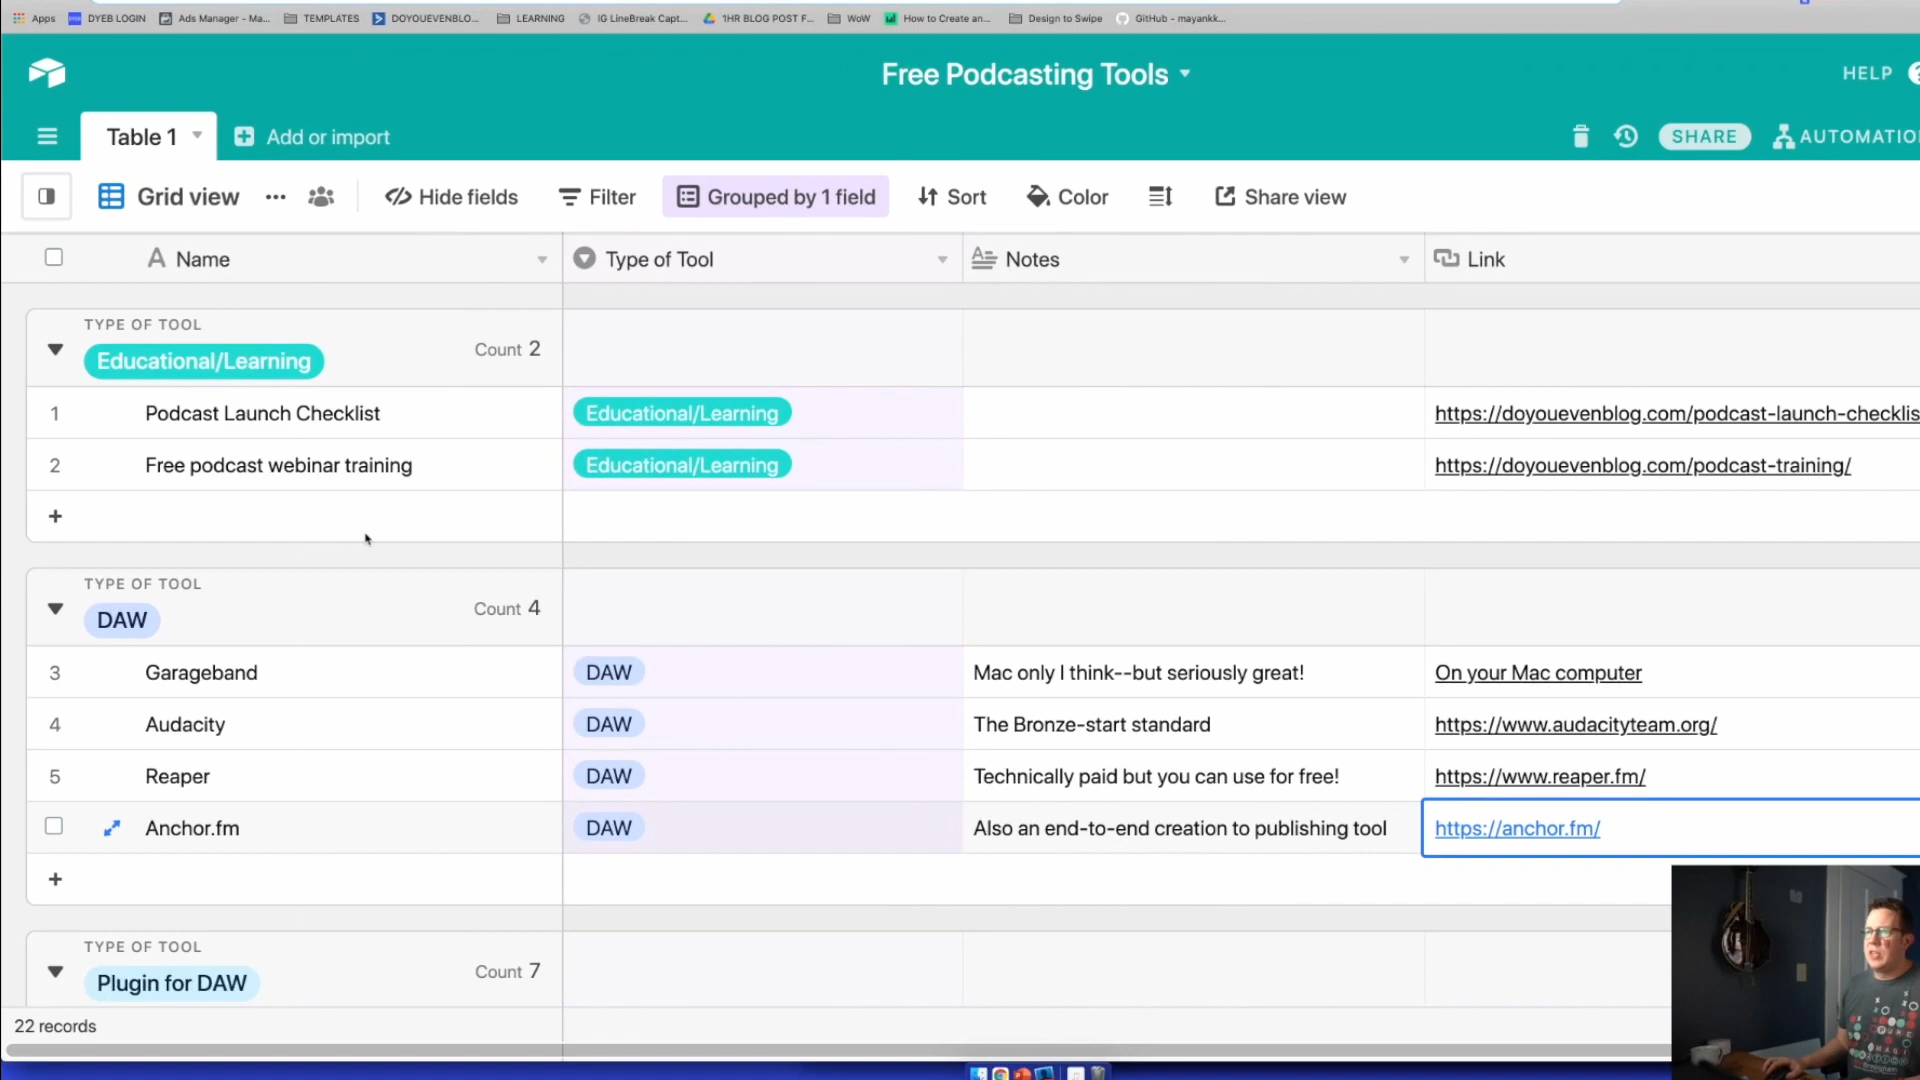 Apps DYEB LOGIN Ads Manager - Ma... TEMPLATES DOYOUEVENBLO... LEARNING IG LineBreak Capt... 1HR BLOG POST F... WoW How to Create an... Design to Swipe GitHub - mayankk...
Free Podcasting Tools
HELP
Table 1 Add or import SHARE AUTOMATIO
Grid view Hide fields Filter Grouped by 1 field Sort Color Share view
Name Type of Tool Notes Link
TYPE OF TOOL
Educational/Learning Count 2
1 Podcast Launch Checklist Educational/Learning https://doyouevenblog.com/podcast-launch-checklis
2 Free podcast webinar training Educational/Learning https://doyouevenblog.com/podcast-training/
+
TYPE OF TOOL
DAW Count 4
3 Garageband DAW Mac only I think--but seriously great! On your Mac computer
4 Audacity DAW The Bronze-start standard https://www.audacityteam.org/
5 Reaper DAW Technically paid but you can use for free! https://www.reaper.fm/
Anchor.fm DAW Also an end-to-end creation to publishing tool https://anchor.fm/
+
TYPE OF TOOL
Plugin for DAW Count 7
22 records